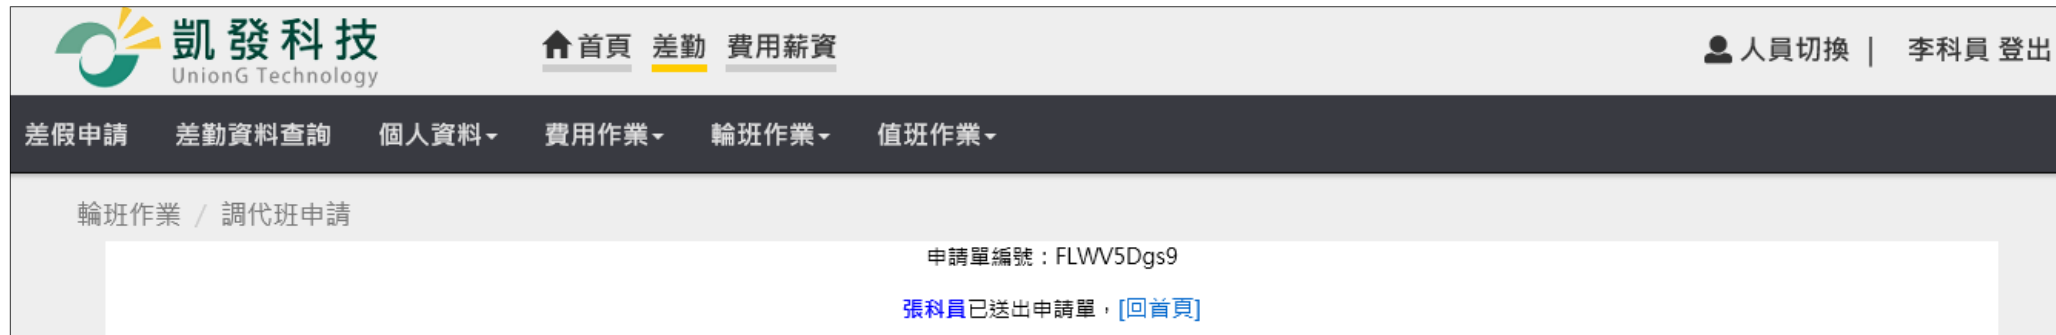 凱發科技
UnionG Technology
首頁 差勤 費用薪資
人員切換 | 李科員 登出
差假申請 差勤資料查詢 個人資料 費用作業 輪班作業 值班作業
輪班作業 / 調代班申請
申請單編號：FLWV5Dgs9
張科員已送出申請單，[回首頁]